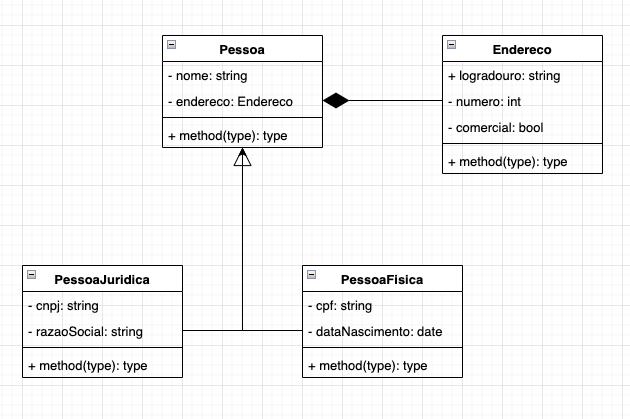 Pessoa
- nome: string
- endereco: Endereco
+ method(type): type
Endereco
+ logradouro: string
- numero: int
- comercial: bool
+ method(type): type
PessoaJuridica
- cnpj: string
- razaoSocial: string
+ method(type): type
PessoaFisica
- cpf: string
- dataNascimento: date
+ method(type): type